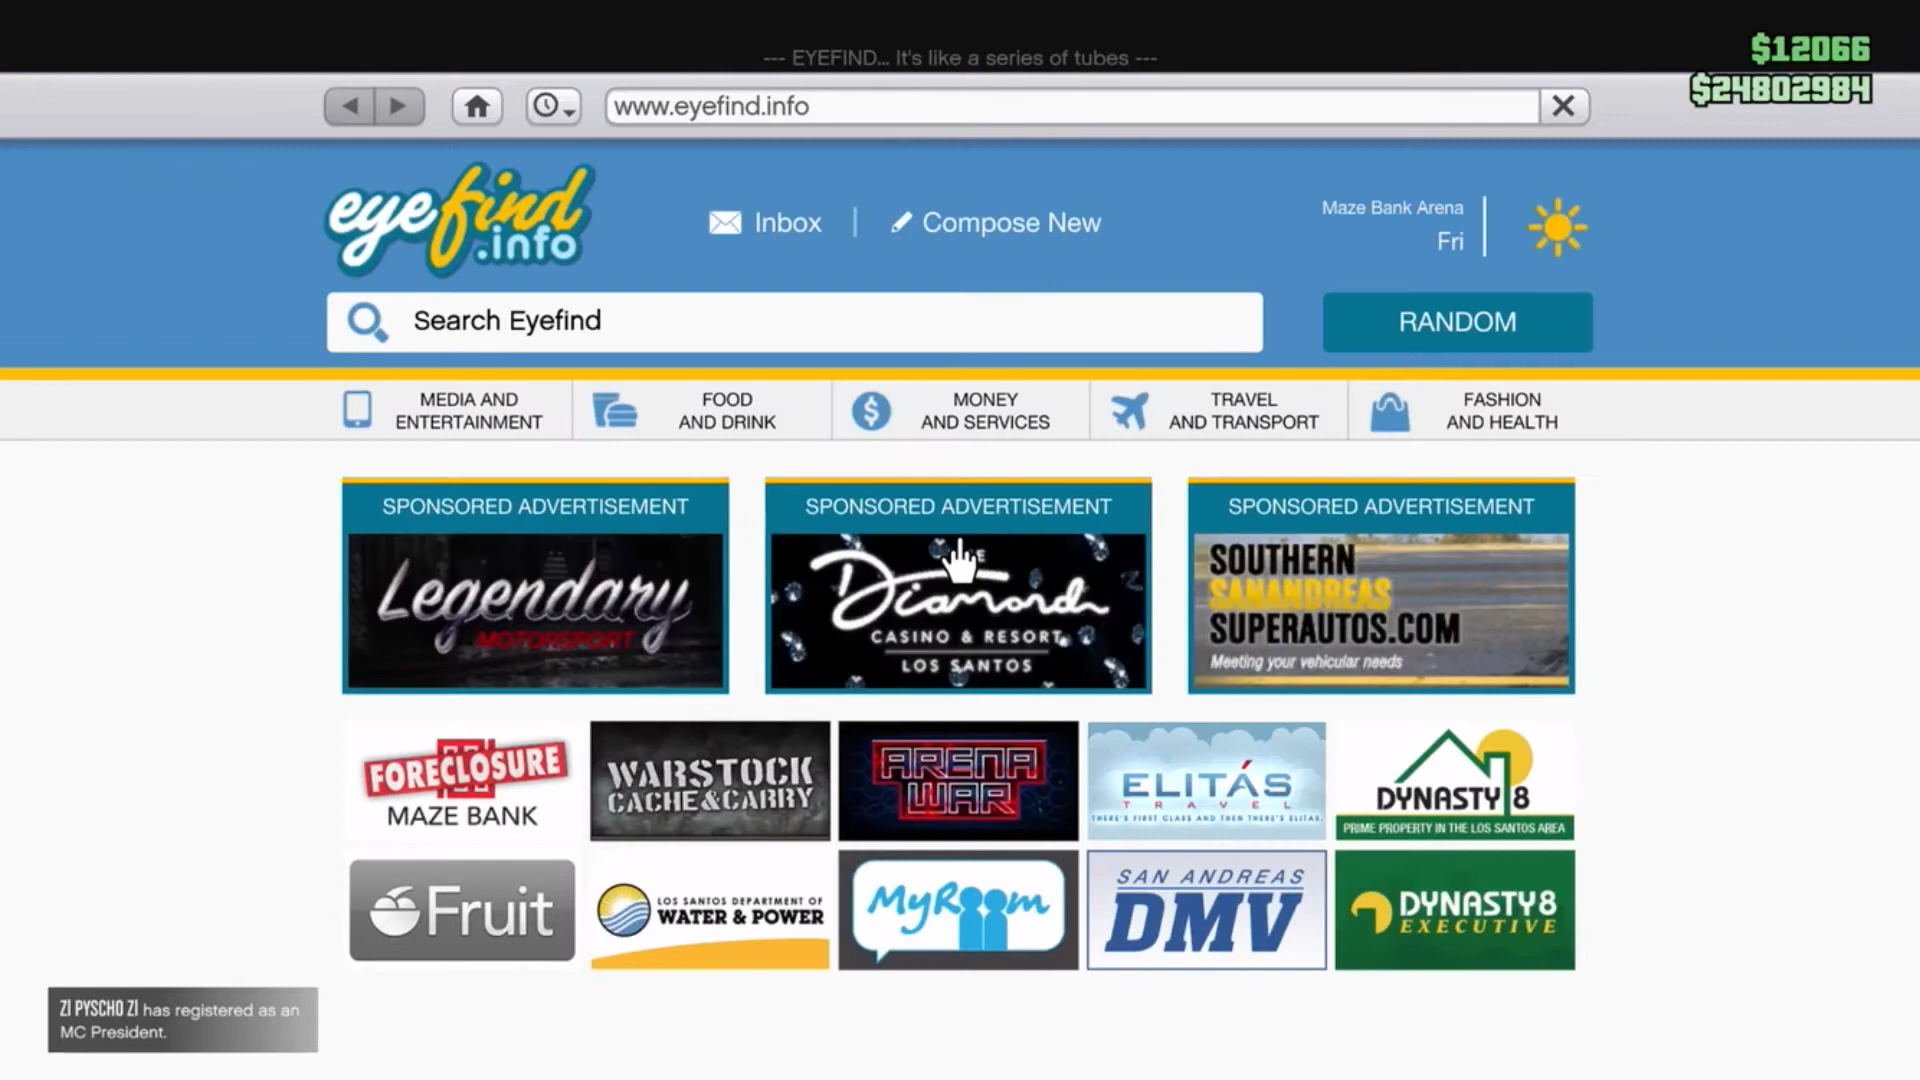 --- EYEFIND... It's like a series of tubes ---
$12066
$24802984
www.eyefind.info
eyefind
.info
Inbox
Compose New
Maze Bank Arena
Fri
Search Eyefind
RANDOM
MEDIA AND
ENTERTAINMENT
FOOD
AND DRINK
MONEY
AND SERVICES
TRAVEL
AND TRANSPORT
FASHION
AND HEALTH
SPONSORED ADVERTISEMENT
Legendary
MOTORSPORT
SPONSORED ADVERTISEMENT
Diamond
CASINO & RESORT
LOS SANTOS
SPONSORED ADVERTISEMENT
SOUTHERN
SANANDREAS
SUPERAUTOS.COM
Meeting your vehicular needs
FORECLOSURE
MAZE BANK
WARSTOCK
CACHE&CARRY
ARENA
WAR
ELITÁS
TRAVEL
THERE'S FIRST CLASS AND THEN THERE'S ELITAS.
DYNASTY 8
PRIME PROPERTY IN THE LOS SANTOS AREA
Fruit
LOS SANTOS DEPARTMENT OF
WATER & POWER
MyRoom
SAN ANDREAS
DMV
DYNASTY8
EXECUTIVE
ZI PYSCHO ZI has registered as an
MC President.